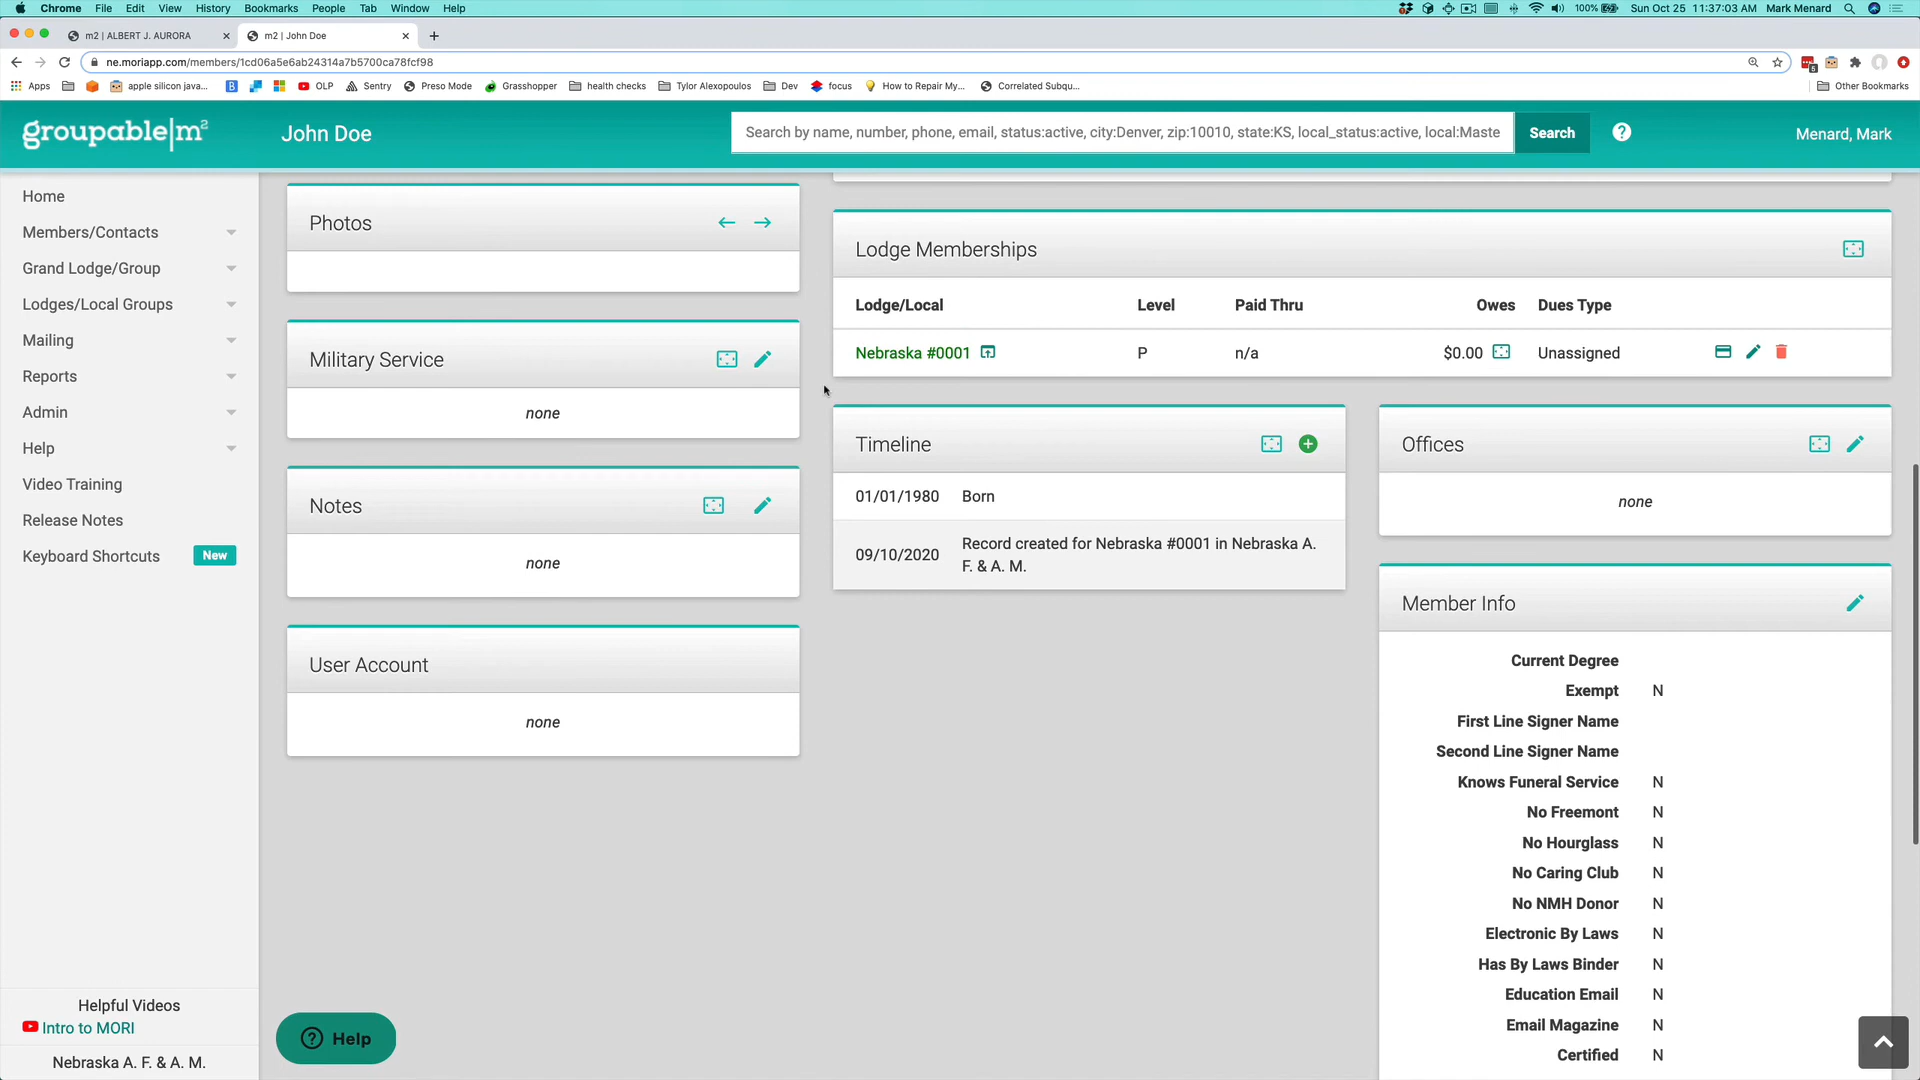 Chrome File Edit View History Bookmarks People Tab Window Help
100% Sun Oct 25 11:37:03 AM Mark Menard
m2 | ALBERT J. AURORA
m2 | John Doe
ne.moriapp.com/members/1cd06a5e6ab24314a7b5700ca78fcf98
Apps
apple silicon java...
OLP
Sentry
Preso Mode
Grasshopper
health checks
Tylor Alexopoulos
Dev
focus
How to Repair My...
Correlated Subqu...
Other Bookmarks
groupable|m²
John Doe
Search by name, number, phone, email, status:active, city:Denver, zip:10010, state:KS, local_status:active, local:Maste
Search
Menard, Mark
Home
Members/Contacts
Grand Lodge/Group
Lodges/Local Groups
Mailing
Reports
Admin
Help
Video Training
Release Notes
Keyboard Shortcuts New
Helpful Videos
Intro to MORI
Nebraska A. F. & A. M.
Photos
Military Service
none
Notes
none
User Account
none
Help
Lodge Memberships
Lodge/Local Level Paid Thru Owes Dues Type
Nebraska #0001 P n/a $0.00 Unassigned
Timeline
01/01/1980 Born
09/10/2020 Record created for Nebraska #0001 in Nebraska A.
F. & A. M.
Offices
none
Member Info
Current Degree
Exempt N
First Line Signer Name
Second Line Signer Name
Knows Funeral Service N
No Freemont N
No Hourglass N
No Caring Club N
No NMH Donor N
Electronic By Laws N
Has By Laws Binder N
Education Email N
Email Magazine N
Certified N